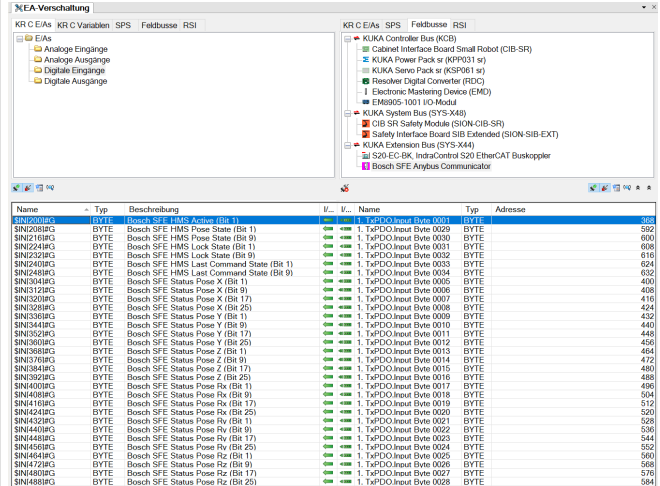 EA-Verschaltung
KR C E/As KR C Variablen SPS Feldbusse RSI
E/As
Analoge Eingänge
Analoge Ausgänge
Digitale Eingänge
Digitale Ausgänge
KR C E/As SPS Feldbusse RSI
KUKA Controller Bus (KCB)
Cabinet Interface Board Small Robot (CIB-SR)
KUKA Power Pack sr (KPP031 sr)
KUKA Servo Pack sr (KSP061 sr)
Resolver Digital Converter (RDC)
Electronic Mastering Device (EMD)
EM8905-1001 I/O-Modul
KUKA System Bus (SYS-X48)
CIB SR Safety Module (SION-CIB-SR)
Safety Interface Board SIB Extended (SION-SIB-EXT)
KUKA Extension Bus (SYS-X44)
S20-EC-BK, IndraControl S20 EtherCAT Buskoppler
Bosch SFE Anybus Communicator
Name Typ Beschreibung I/... I/... Name Typ Adresse
$IN[200]#G BYTE Bosch SFE HMS Active (Bit 1) 1. TxPDO.Input Byte 0001 BYTE 368
$IN[208]#G BYTE Bosch SFE HMS Pose State (Bit 1) 1. TxPDO.Input Byte 0029 BYTE 592
$IN[216]#G BYTE Bosch SFE HMS Pose State (Bit 9) 1. TxPDO.Input Byte 0030 BYTE 600
$IN[224]#G BYTE Bosch SFE HMS Lock State (Bit 1) 1. TxPDO.Input Byte 0031 BYTE 608
$IN[232]#G BYTE Bosch SFE HMS Lock State (Bit 9) 1. TxPDO.Input Byte 0032 BYTE 616
$IN[240]#G BYTE Bosch SFE HMS Last Command State (Bit 1) 1. TxPDO.Input Byte 0033 BYTE 624
$IN[248]#G BYTE Bosch SFE HMS Last Command State (Bit 9) 1. TxPDO.Input Byte 0034 BYTE 632
$IN[304]#G BYTE Bosch SFE Status Pose X (Bit 1) 1. TxPDO.Input Byte 0005 BYTE 400
$IN[312]#G BYTE Bosch SFE Status Pose X (Bit 9) 1. TxPDO.Input Byte 0006 BYTE 408
$IN[320]#G BYTE Bosch SFE Status Pose X (Bit 17) 1. TxPDO.Input Byte 0007 BYTE 416
$IN[328]#G BYTE Bosch SFE Status Pose X (Bit 25) 1. TxPDO.Input Byte 0008 BYTE 424
$IN[336]#G BYTE Bosch SFE Status Pose Y (Bit 1) 1. TxPDO.Input Byte 0009 BYTE 432
$IN[344]#G BYTE Bosch SFE Status Pose Y (Bit 9) 1. TxPDO.Input Byte 0010 BYTE 440
$IN[352]#G BYTE Bosch SFE Status Pose Y (Bit 17) 1. TxPDO.Input Byte 0011 BYTE 448
$IN[360]#G BYTE Bosch SFE Status Pose Y (Bit 25) 1. TxPDO.Input Byte 0012 BYTE 456
$IN[368]#G BYTE Bosch SFE Status Pose Z (Bit 1) 1. TxPDO.Input Byte 0013 BYTE 464
$IN[376]#G BYTE Bosch SFE Status Pose Z (Bit 9) 1. TxPDO.Input Byte 0014 BYTE 472
$IN[384]#G BYTE Bosch SFE Status Pose Z (Bit 17) 1. TxPDO.Input Byte 0015 BYTE 480
$IN[392]#G BYTE Bosch SFE Status Pose Z (Bit 25) 1. TxPDO.Input Byte 0016 BYTE 488
$IN[400]#G BYTE Bosch SFE Status Pose Rx (Bit 1) 1. TxPDO.Input Byte 0017 BYTE 496
$IN[408]#G BYTE Bosch SFE Status Pose Rx (Bit 9) 1. TxPDO.Input Byte 0018 BYTE 504
$IN[416]#G BYTE Bosch SFE Status Pose Rx (Bit 17) 1. TxPDO.Input Byte 0019 BYTE 512
$IN[424]#G BYTE Bosch SFE Status Pose Rx (Bit 25) 1. TxPDO.Input Byte 0020 BYTE 520
$IN[432]#G BYTE Bosch SFE Status Pose Rv (Bit 1) 1. TxPDO.Input Byte 0021 BYTE 528
$IN[440]#G BYTE Bosch SFE Status Pose Rv (Bit 9) 1. TxPDO.Input Byte 0022 BYTE 536
$IN[448]#G BYTE Bosch SFE Status Pose Rv (Bit 17) 1. TxPDO.Input Byte 0023 BYTE 544
$IN[456]#G BYTE Bosch SFE Status Pose Rv (Bit 25) 1. TxPDO.Input Byte 0024 BYTE 552
$IN[464]#G BYTE Bosch SFE Status Pose Rz (Bit 1) 1. TxPDO.Input Byte 0025 BYTE 560
$IN[472]#G BYTE Bosch SFE Status Pose Rz (Bit 9) 1. TxPDO.Input Byte 0026 BYTE 568
$IN[480]#G BYTE Bosch SFE Status Pose Rz (Bit 17) 1. TxPDO.Input Byte 0027 BYTE 576
$IN[488]#G BYTE Bosch SFE Status Pose Rz (Bit 25) 1. TxPDO.Input Byte 0028 BYTE 584